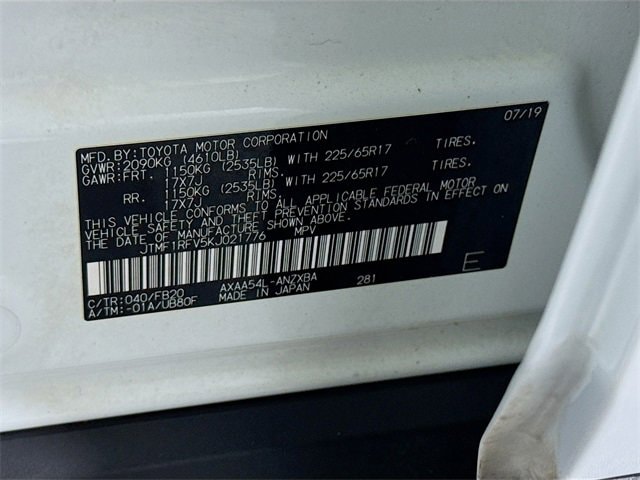 07/19
MFD.BY:TOYOTA MOTOR CORPORATION
GVWR:2090KG (4610LB)
GAWR:FRT. 1150KG (2535LB) WITH 225/65R17 TIRES.
17X7J RIMS.
RR. 1150KG (2535LB) WITH 225/65R17 TIRES.
17X7J RIMS.
THIS VEHICLE CONFORMS TO ALL APPLICABLE FEDERAL MOTOR
VEHICLE SAFETY AND THEFT PREVENTION STANDARDS IN EFFECT ON
THE DATE OF MANUFACTURE SHOWN ABOVE.
JTMF1RFV5KJ021776 MPV
C/TR:040/FB20 AXAA54L-ANZXBA 281
A/TM:-01A/UB80F MADE IN JAPAN
E